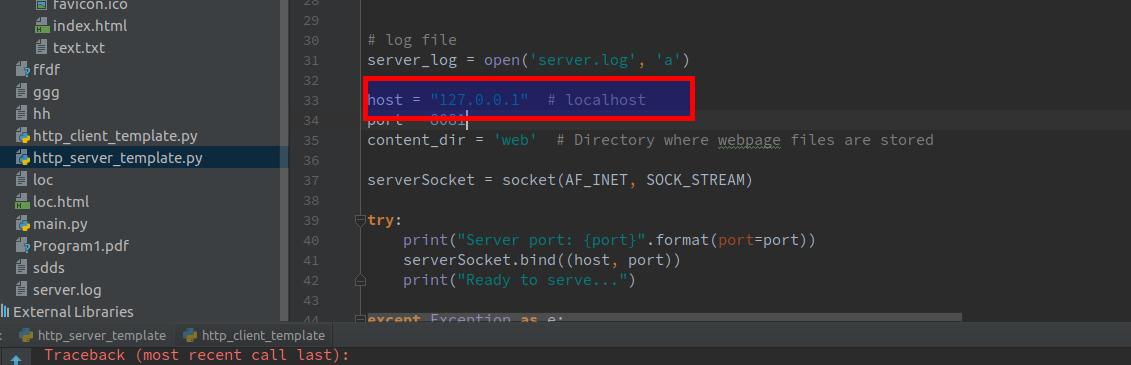 favicon.ico
index.html
text.txt
ffdf
ggg
hh
http_client_template.py
http_server_template.py
loc
loc.html
main.py
Program1.pdf
sdds
server.log
External Libraries
28
29
30 # log file
31 server_log = open('server.log', 'a')
32
33 host = "127.0.0.1" # localhost
34 port 8081
35 content_dir = 'web' # Directory where webpage files are stored
36
37 serverSocket = socket(AF_INET, SOCK_STREAM)
38
39 try:
40 print("Server port: {port}".format(port=port))
41 serverSocket.bind((host, port))
42 print("Ready to serve...")
43
44 except Exception as e:
: http_server_template http_client_template
Traceback (most recent call last):